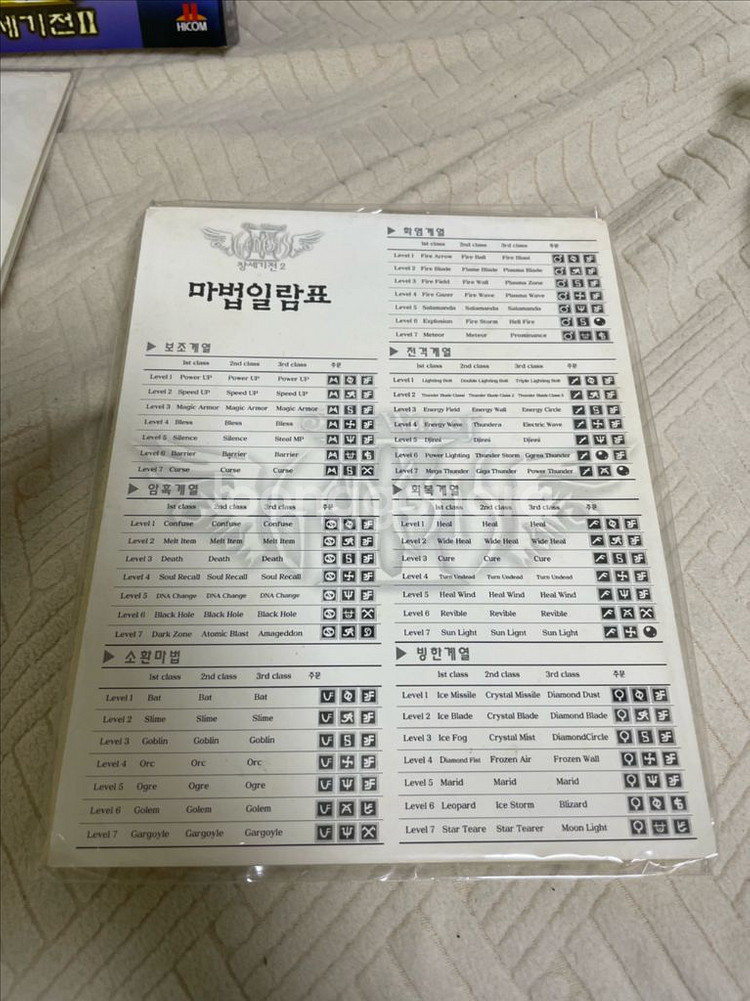 세기전II
HICOM
GENESIS
창세기전 2
마법일람표
▶ 보조계열
1st class 2nd class 3rd class 주문
Level 1 Power UP Power UP Power UP
Level 2 Speed UP Speed UP Speed UP
Level 3 Magic Armor Magic Armor Magic Armor
Level 4 Bless Bless Bless
Level 5 Silence Silence Steal MP
Level 6 Barrier Barrier Barrier
Level 7 Curse Curse Curse
▶ 암흑계열
1st class 2nd class 3rd class 주문
Level 1 Confuse Confuse Confuse
Level 2 Melt Item Melt Item Melt Item
Level 3 Death Death Death
Level 4 Soul Recall Soul Recall Soul Recall
Level 5 DNA Change DNA Change DNA Change
Level 6 Black Hole Black Hole Black Hole
Level 7 Dark Zone Atomic Blast Amageddon
▶ 소환마법
1st class 2nd class 3rd class 주문
Level 1 Bat Bat Bat
Level 2 Slime Slime Slime
Level 3 Goblin Goblin Goblin
Level 4 Orc Orc Orc
Level 5 Ogre Ogre Ogre
Level 6 Golem Golem Golem
Level 7 Gargoyle Gargoyle Gargoyle
▶ 화염계열
1st class 2nd class 3rd class 주문
Level 1 Fire Arrow Fire Ball Fire Blast
Level 2 Fire Blade Flame Blade Plasma Blade
Level 3 Fire Field Fire Wall Plasma Zone
Level 4 Fire Gazer Fire Wave Plasma Wave
Level 5 Salamanda Salamanda Salamanda
Level 6 Explosion Fire Storm Hell Fire
Level 7 Meteor Meteor Prominance
▶ 전격계열
1st class 2nd class 3rd class 주문
Level 1 Lighting Bolt Double Lighting Bolt Triple Lighting Bolt
Level 2 Thunder Blade Class1 Thunder Blade Class 2 Thunder Blade Class 3
Level 3 Energy Field Energy Wall Energy Circle
Level 4 Energy Wave Thundera Electric Wave
Level 5 Djinni Djinni Djinni
Level 6 Power Lighting Thunder Storm Ggress Thunder
Level 7 Mega Thunder Giga Thunder Power Thunder
▶ 회복계열
1st class 2nd class 3rd class 주문
Level 1 Heal Heal Heal
Level 2 Wide Heal Wide Heal Wide Heal
Level 3 Cure Cure Cure
Level 4 Turn Undead Turn Undead Turn Undead
Level 5 Heal Wind Heal Wind Heal Wind
Level 6 Revible Revible Revible
Level 7 Sun Light Sun Light Sun Light
▶ 빙한계열
1st class 2nd class 3rd class 주문
Level 1 Ice Missile Crystal Missile Diamond Dust
Level 2 Ice Blade Crystal Blade Diamond Blade
Level 3 Ice Fog Crystal Mist DiamondCircle
Level 4 Diamond Fist Frozen Air Frozen Wall
Level 5 Marid Marid Marid
Level 6 Leopard Ice Storm Blizard
Level 7 Star Teare Star Tearer Moon Light